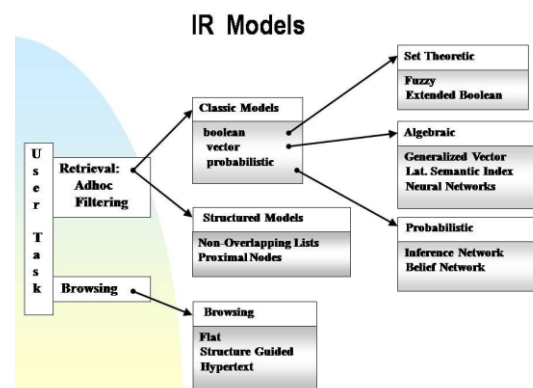 IR Models
User Task
Retrieval:
Adhoc
Filtering
Browsing
Classic Models
boolean
vector
probabilistic
Structured Models
Non-Overlapping Lists
Proximal Nodes
Browsing
Flat
Structure Guided
Hypertext
Set Theoretic
Fuzzy
Extended Boolean
Algebraic
Generalized Vector
Lat. Semantic Index
Neural Networks
Probabilistic
Inference Network
Belief Network